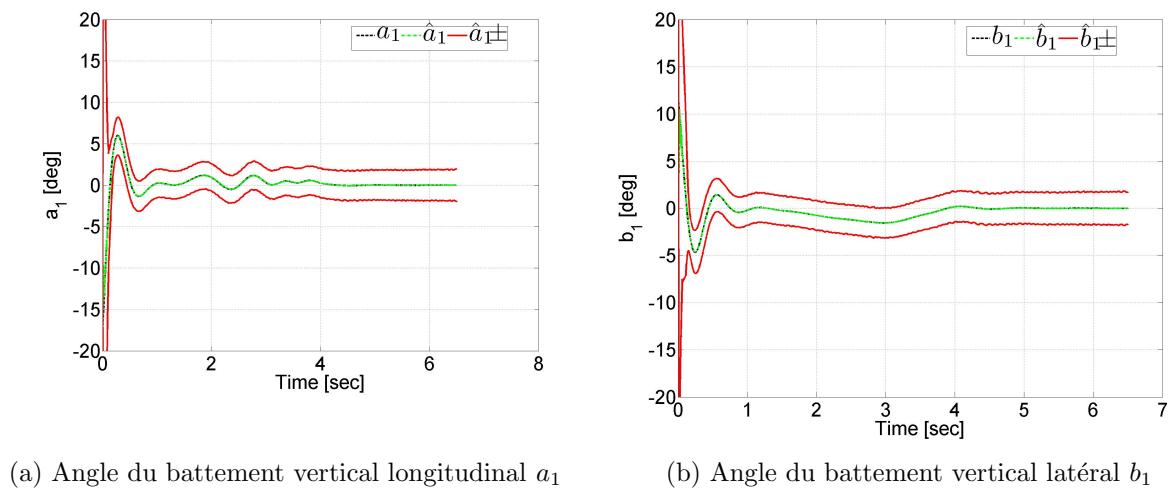 a₁ â₁ â₁±
20
15
10
5
0
-5
-10
-15
-20
a₁ [deg]
0 2 4 6 8
Time [sec]
(a) Angle du battement vertical longitudinal a₁
b₁ b̂₁ b̂₁±
20
15
10
5
0
-5
-10
-15
-20
b₁ [deg]
0 1 2 3 4 5 6 7
Time [sec]
(b) Angle du battement vertical latéral b₁